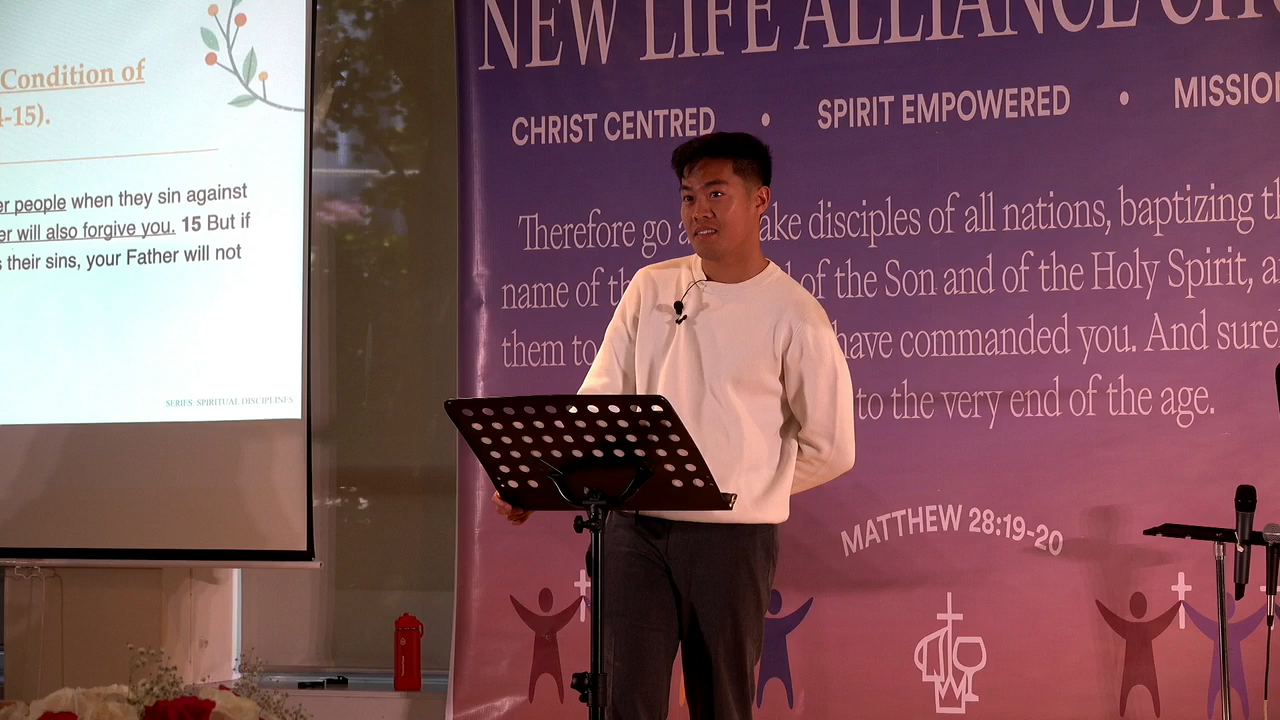 Condition of
-15).
er people when they sin against
er will also forgive you. 15 But if
s their sins, your Father will not
SERIES: SPIRITUAL DISCIPLINES
NEW LIFE ALLIANCE
CHRIST CENTRED • SPIRIT EMPOWERED • MISSION
Therefore go a ake disciples of all nations, baptizing th
name of th of the Son and of the Holy Spirit, a
them to have commanded you. And sure
to the very end of the age.
MATTHEW 28:19-20